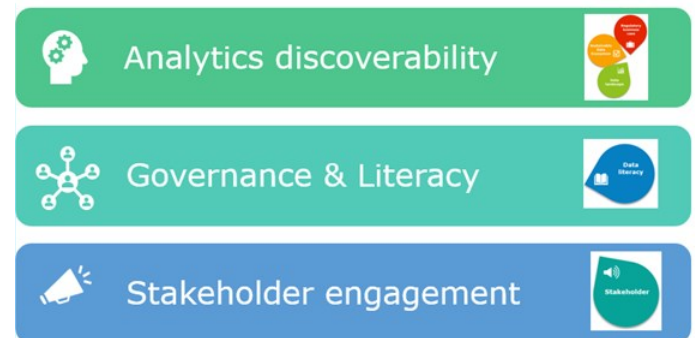 Analytics discoverability
Governance & Literacy
Data
literacy
Stakeholder engagement
Stakeholder